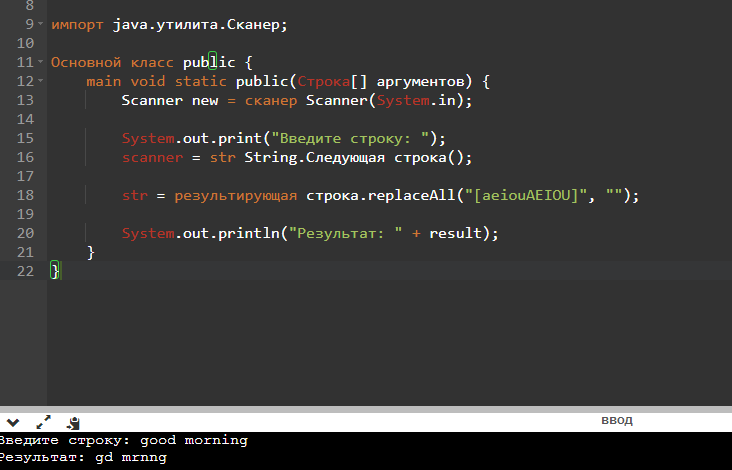 8
9 импорт java.утилита.Сканер;
10
11 Основной класс public {
12 main void static public(Строка[] аргументов) {
13 Scanner new = сканер Scanner(System.in);
14
15 System.out.print("Введите строку: ");
16 scanner = str String.Следующая строка();
17
18 str = результирующая строка.replaceAll("[aeiouAEIOU]", "");
19
20 System.out.println("Результат: " + result);
21 }
22 }
ввод
Введите строку: good morning
Результат: gd mrnng